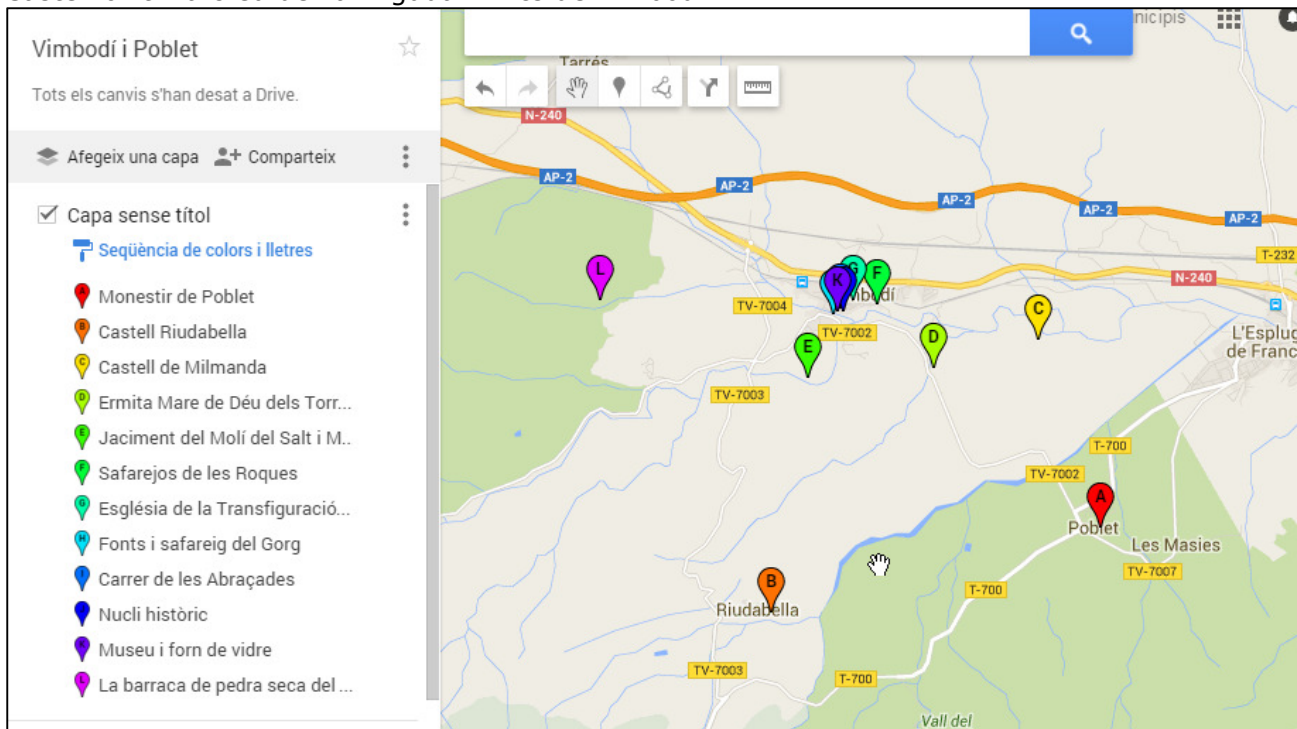 Vimbodí i Poblet
Tots els canvis s'han desat a Drive.
Afegeix una capa
Comparteix
Capa sense títol
Seqüència de colors i lletres
A Monestir de Poblet
B Castell Riudabella
C Castell de Milmanda
D Ermita Mare de Déu dels Torr...
E Jaciment del Molí del Salt i M..
F Safarejos de les Roques
G Església de la Transfiguració...
H Fonts i safareig del Gorg
I Carrer de les Abraçades
Nucli històric
K Museu i forn de vidre
L La barraca de pedra seca del ...
nicipis
Tarrés
N-240
AP-2
AP-2
AP-2
AP-2
AP-2
T-232
N-240
L
K
G
F
TV-7004
bodí
C
L'Esplug
de Franc
TV-7002
E
D
TV-7003
T-700
TV-7002
A
Poblet
Les Masies
TV-7007
B
Riudabella
T-700
TV-7003
T-700
Vall del